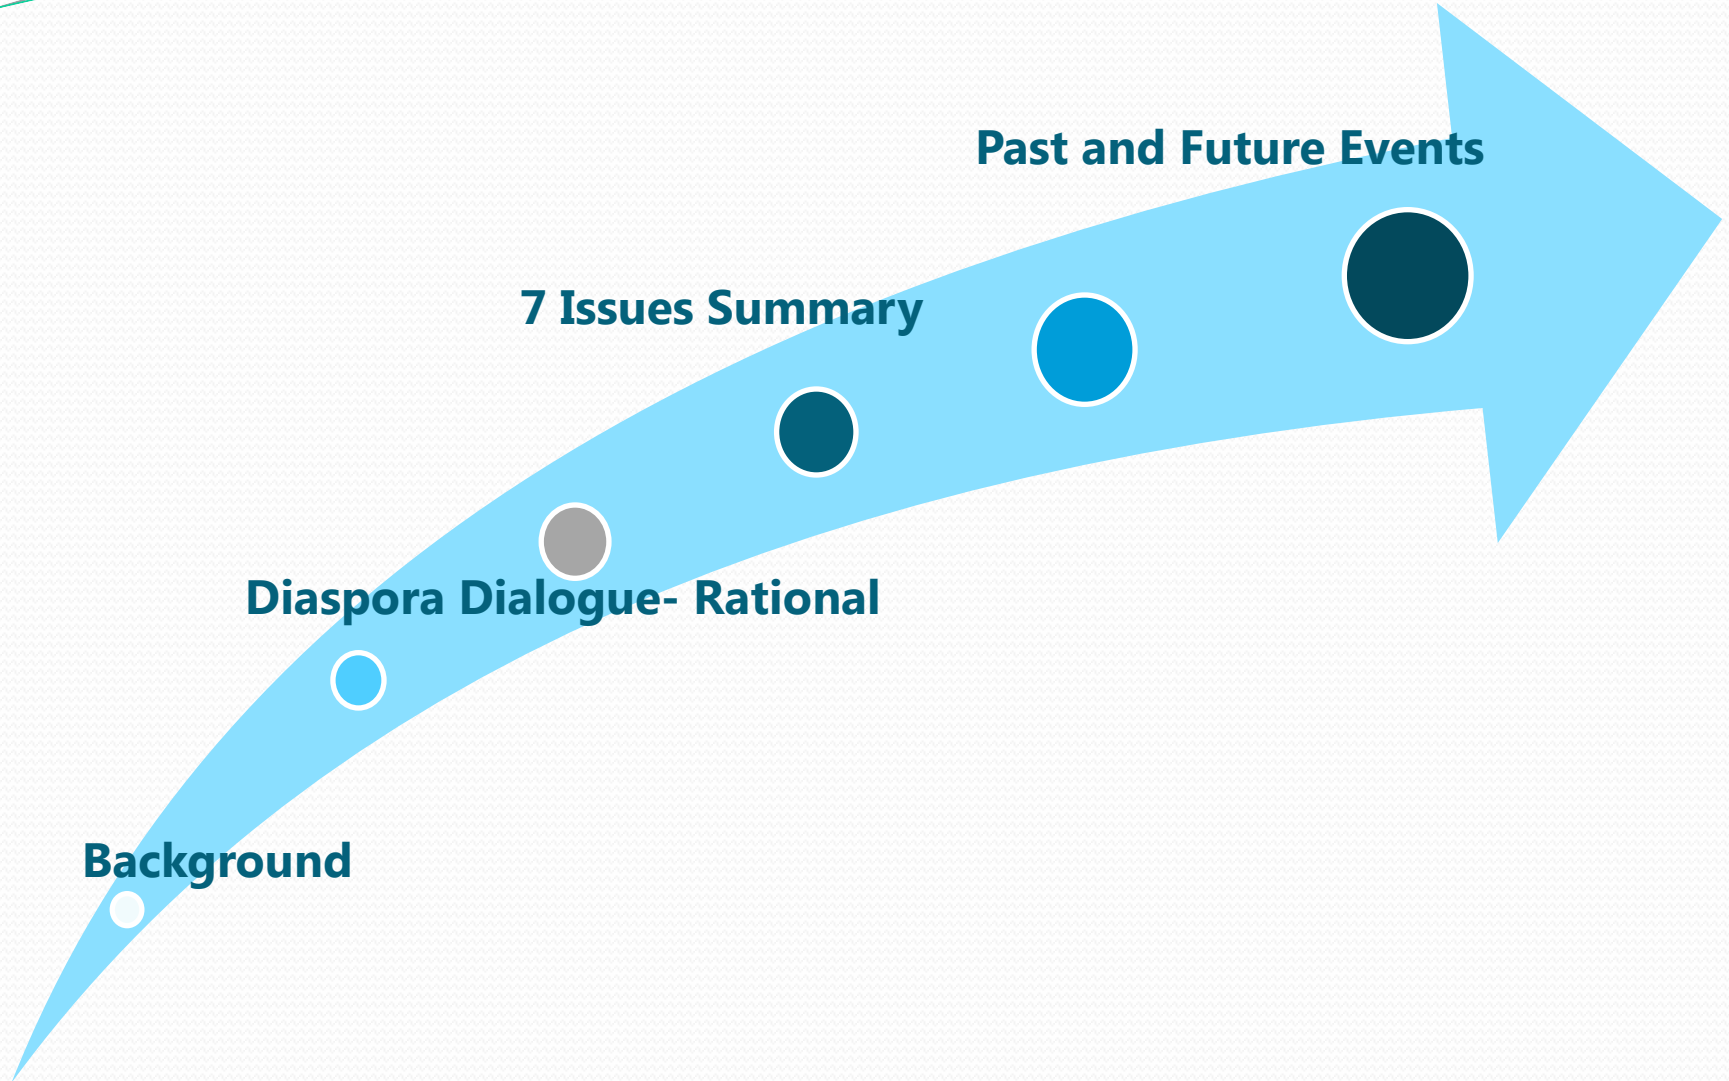 Past and Future Events
7 Issues Summary
Diaspora Dialogue- Rational
Background